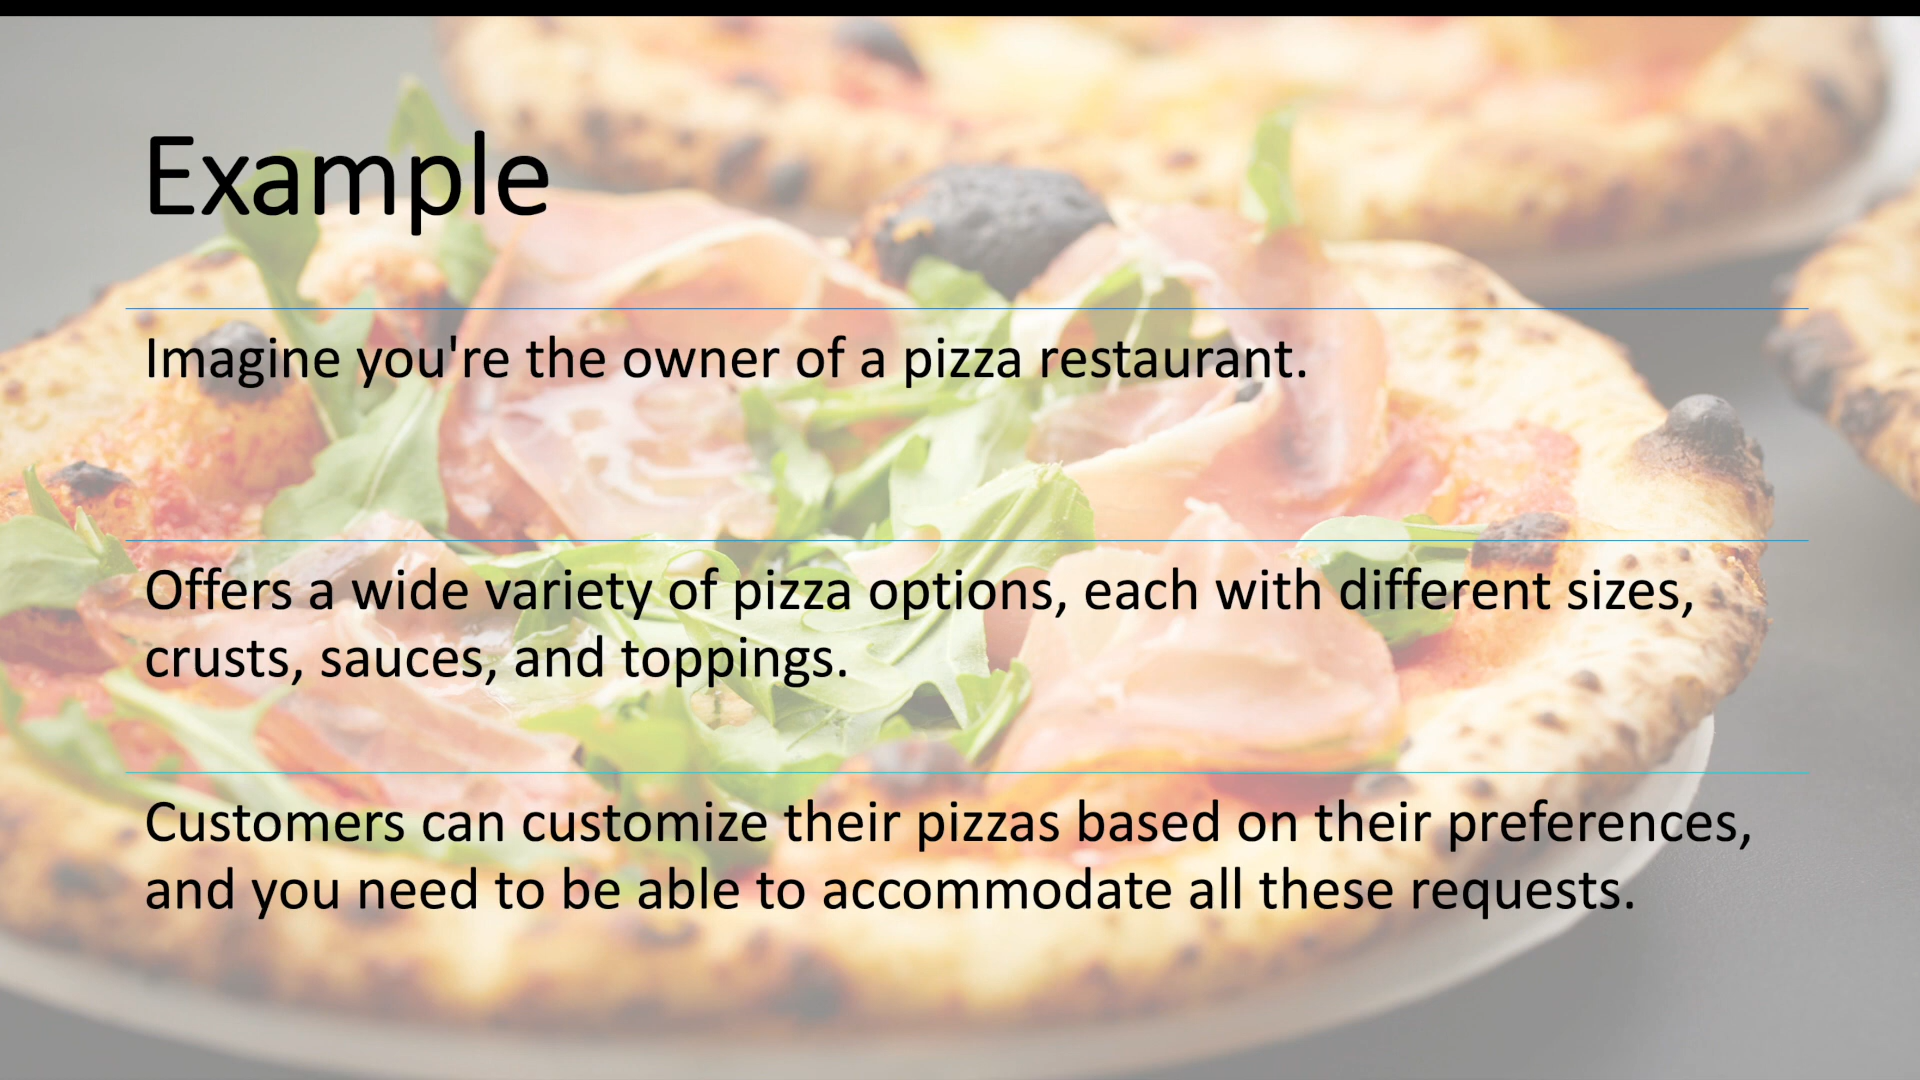 Example
Imagine you're the owner of a pizza restaurant.
Offers a wide variety of pizza options, each with different sizes,
crusts, sauces, and toppings.
Customers can customize their pizzas based on their preferences,
and you need to be able to accommodate all these requests.